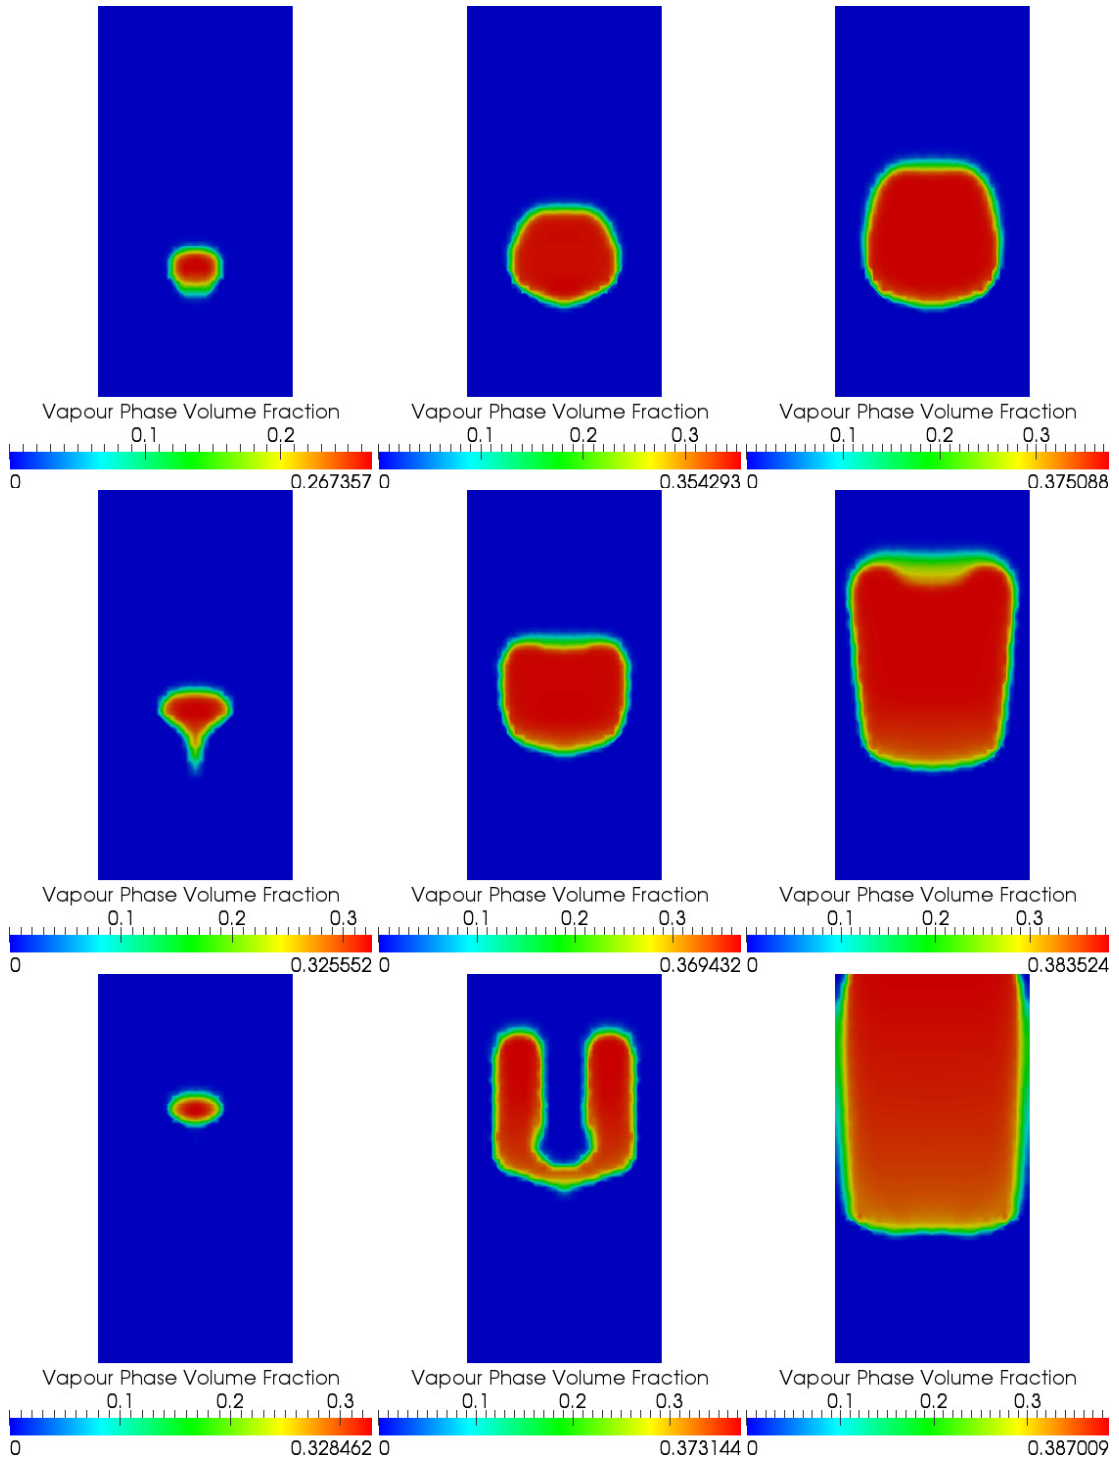 Vapour Phase Volume Fraction Vapour Phase Volume Fraction Vapour Phase Volume Fraction
0.1 0.2 0.1 0.2 0.3 0.1 0.2 0.3
0 0.267357 0 0.354293 0 0.375088
Vapour Phase Volume Fraction Vapour Phase Volume Fraction Vapour Phase Volume Fraction
0.1 0.2 0.3 0.1 0.2 0.3 0.1 0.2 0.3
0 0.325552 0 0.369432 0 0.383524
Vapour Phase Volume Fraction Vapour Phase Volume Fraction Vapour Phase Volume Fraction
0.1 0.2 0.3 0.1 0.2 0.3 0.1 0.2 0.3
0 0.328462 0 0.373144 0 0.387009